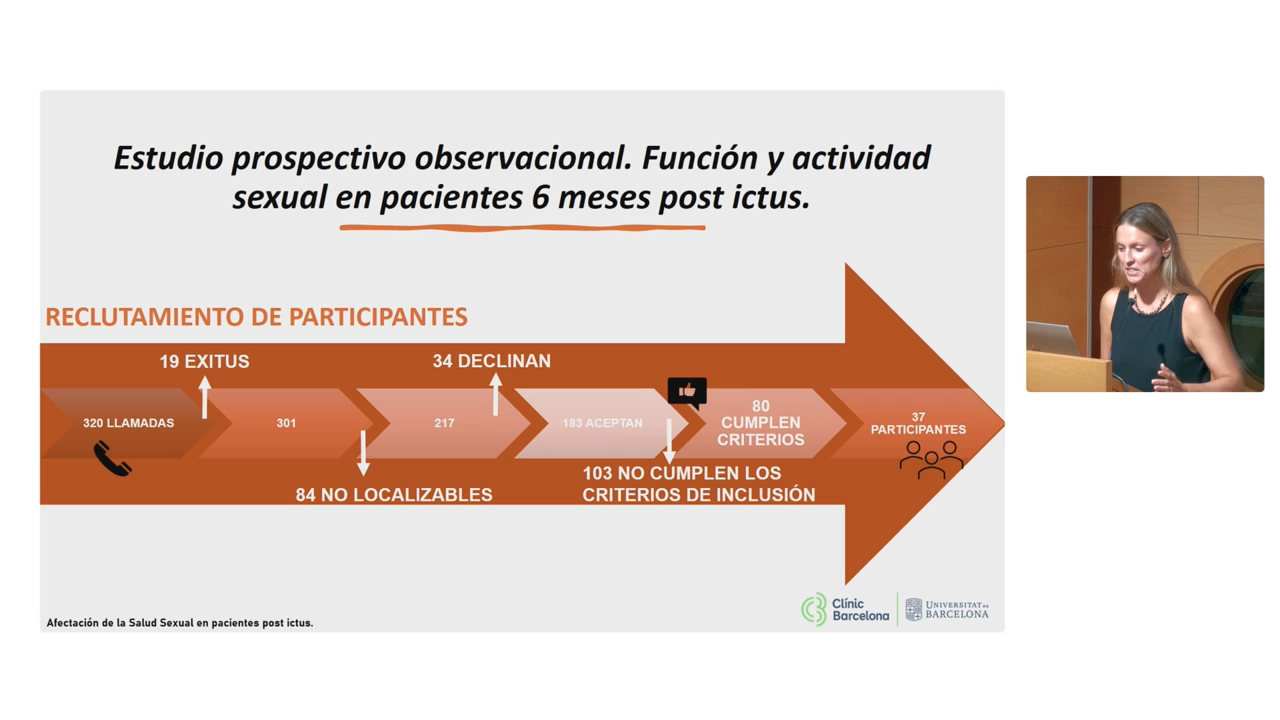 Estudio prospectivo observacional. Función y actividad
sexual en pacientes 6 meses post ictus.
RECLUTAMIENTO DE PARTICIPANTES
19 EXITUS
34 DECLINAN
320 LLAMADAS
301
217
183 ACEPTAN
80
CUMPLEN
CRITERIOS
37
PARTICIPANTES
84 NO LOCALIZABLES
103 NO CUMPLEN LOS
CRITERIOS DE INCLUSIÓN
Afectación de la Salud Sexual en pacientes post ictus.
Clínic
Barcelona
UNIVERSITAT DE
BARCELONA